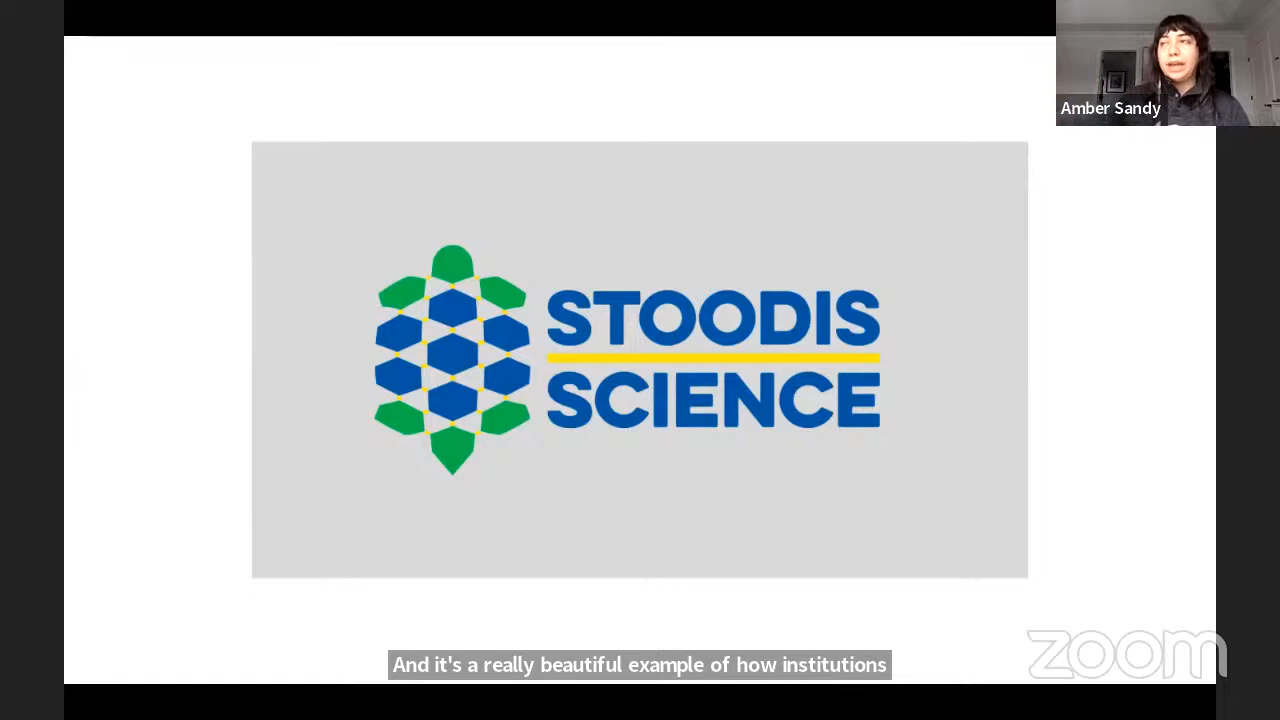 Amber Sandy
STOODIS
SCIENCE
And it's a really beautiful example of how institutions
zoom